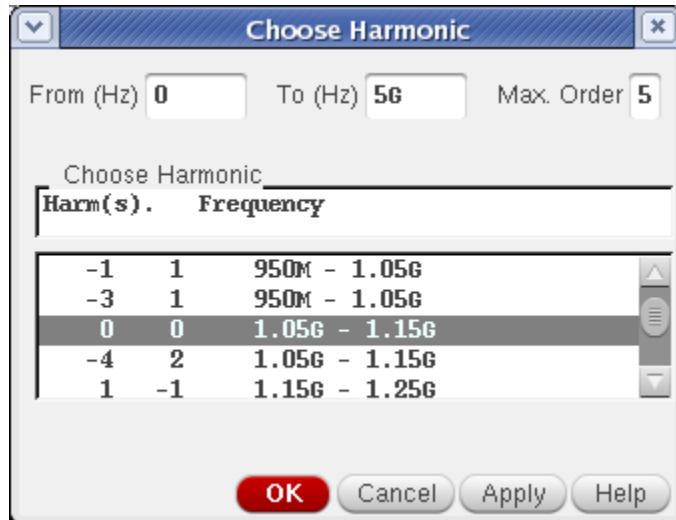 Choose Harmonic
From (Hz) 0 To (Hz) 5G Max. Order 5
Choose Harmonic
Harm(s). Frequency
-1 1 950M - 1.05G
-3 1 950M - 1.05G
0 0 1.05G - 1.15G
-4 2 1.05G - 1.15G
1 -1 1.15G - 1.25G
OK Cancel Apply Help